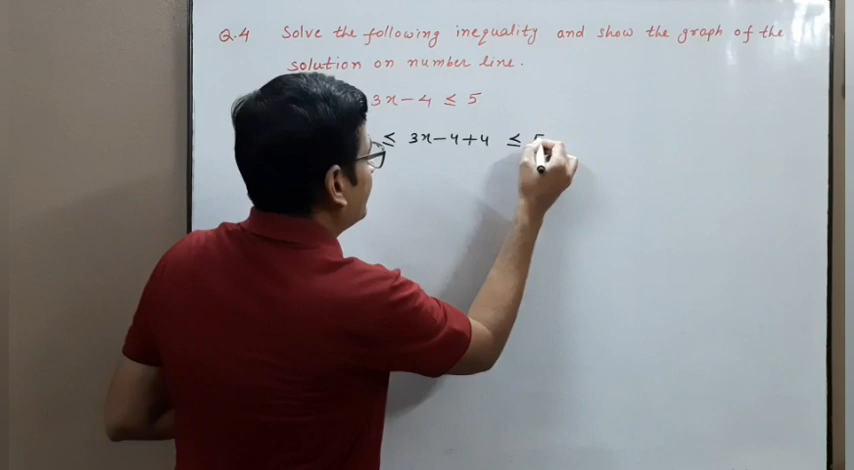 Q.4 Solve the following inequality and show the graph of the
solution on number line.
3x - 4 ≤ 5
≤ 3x - 4 + 4 ≤ 5